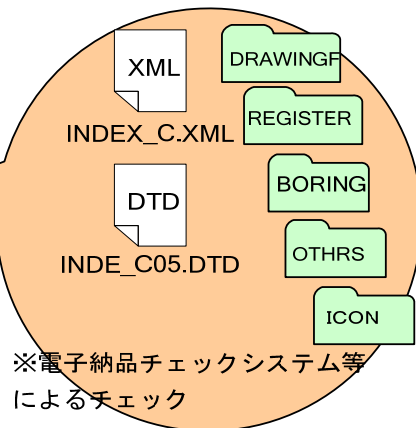 XML
INDEX_C.XML
DTD
INDE_C05.DTD
DRAWINGF
REGISTER
BORING
OTHRS
ICON
※電子納品チェックシステム等
によるチェック